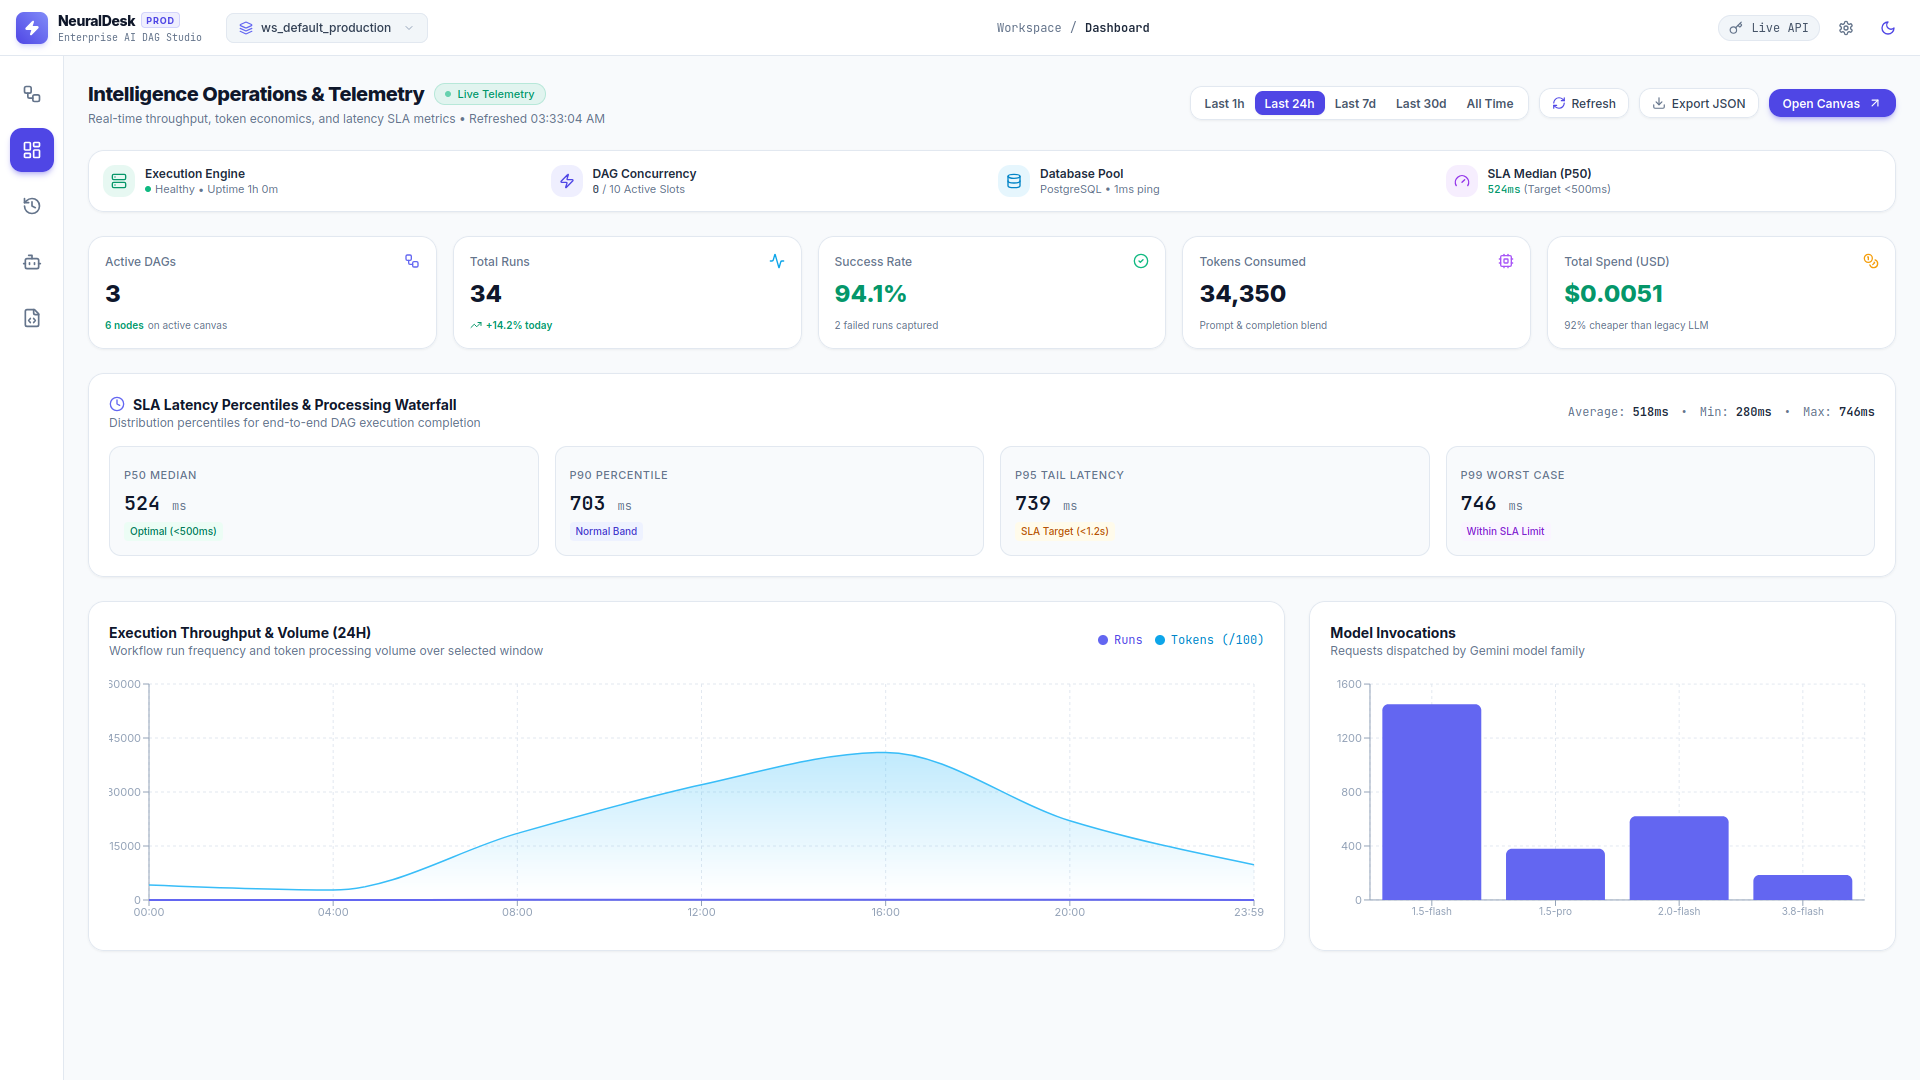 NeuralDesk PROD
Enterprise AI DAG Studio
ws_default_production
Workspace / Dashboard
Live API
Intelligence Operations & Telemetry
Live Telemetry
Real-time throughput, token economics, and latency SLA metrics • Refreshed 03:33:04 AM
Last 1h Last 24h Last 7d Last 30d All Time
Refresh
Export JSON
Open Canvas
Execution Engine
Healthy • Uptime 1h 0m
DAG Concurrency
0 / 10 Active Slots
Database Pool
PostgreSQL • 1ms ping
SLA Median (P50)
524ms (Target <500ms)
Active DAGs
3
6 nodes on active canvas
Total Runs
34
+14.2% today
Success Rate
94.1%
2 failed runs captured
Tokens Consumed
34,350
Prompt & completion blend
Total Spend (USD)
$0.0051
92% cheaper than legacy LLM
SLA Latency Percentiles & Processing Waterfall
Distribution percentiles for end-to-end DAG execution completion
Average: 518ms • Min: 280ms • Max: 746ms
P50 MEDIAN
524 ms
Optimal (<500ms)
P90 PERCENTILE
703 ms
Normal Band
P95 TAIL LATENCY
739 ms
SLA Target (<1.2s)
P99 WORST CASE
746 ms
Within SLA Limit
Execution Throughput & Volume (24H)
Workflow run frequency and token processing volume over selected window
Runs
Tokens (/100)
60000
45000
30000
15000
0
00:00 04:00 08:00 12:00 16:00 20:00 23:59
Model Invocations
Requests dispatched by Gemini model family
1600
1200
800
400
0
1.5-flash 1.5-pro 2.0-flash 3.8-flash